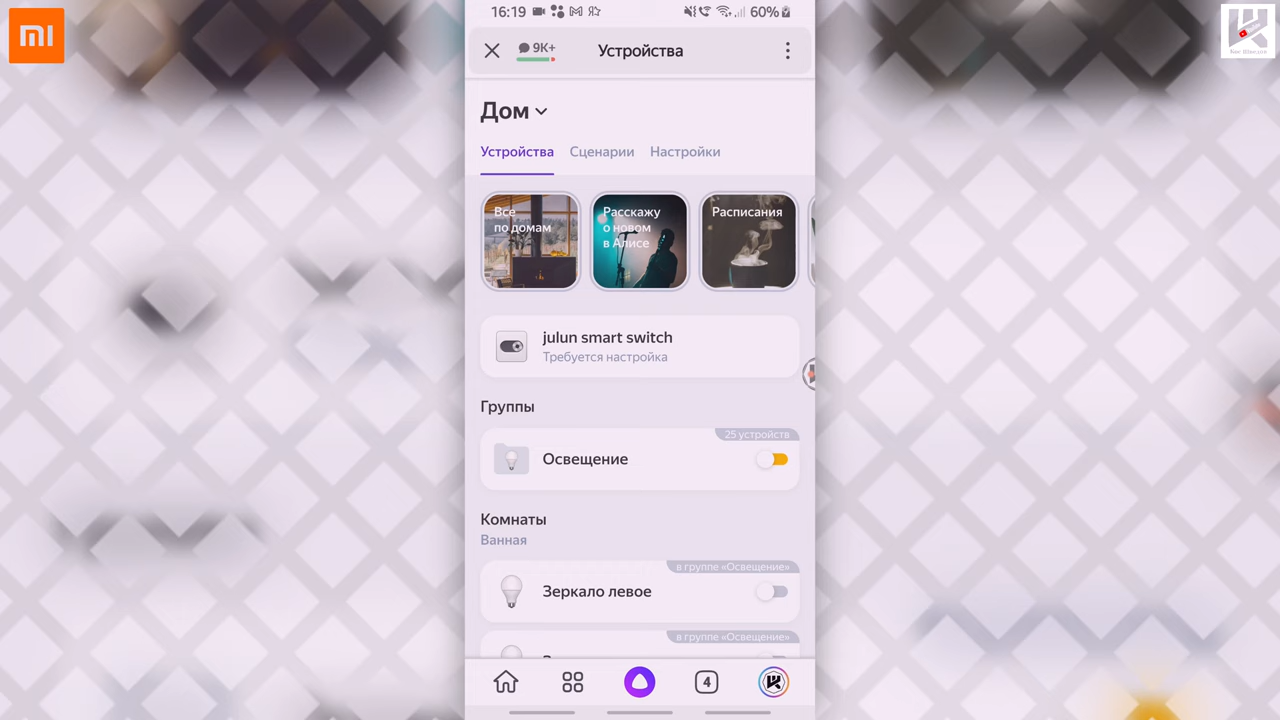 16:19
60%
9K+
Устройства
Дом
Устройства Сценарии Настройки
Все
по домам
Расскажу
о новом
в Алисе
Расписания
julun smart switch
Требуется настройка
Группы
25 устройств
Освещение
Комнаты
Ванная
в группе «Освещение»
Зеркало левое
в группе «Освещение»
4